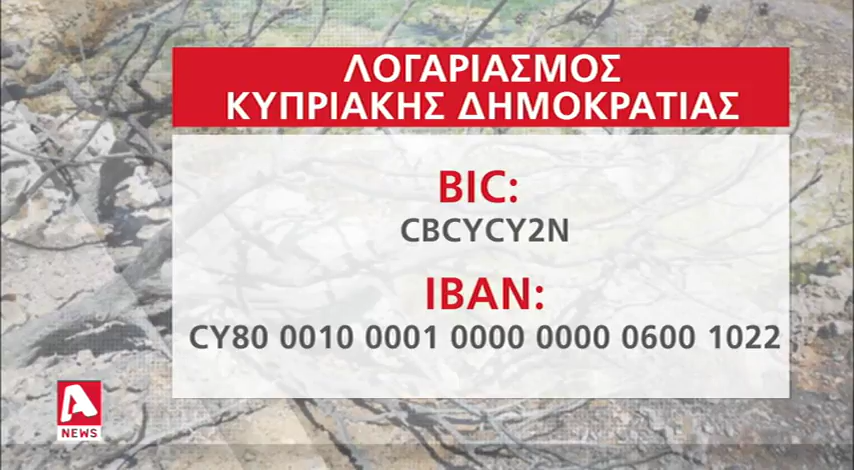 ΛΟΓΑΡΙΑΣΜΟΣ
ΚΥΠΡΙΑΚΗΣ ΔΗΜΟΚΡΑΤΙΑΣ
BIC:
CBCYCY2N
IBAN:
CY80 0010 0001 0000 0000 0600 1022
A
NEWS